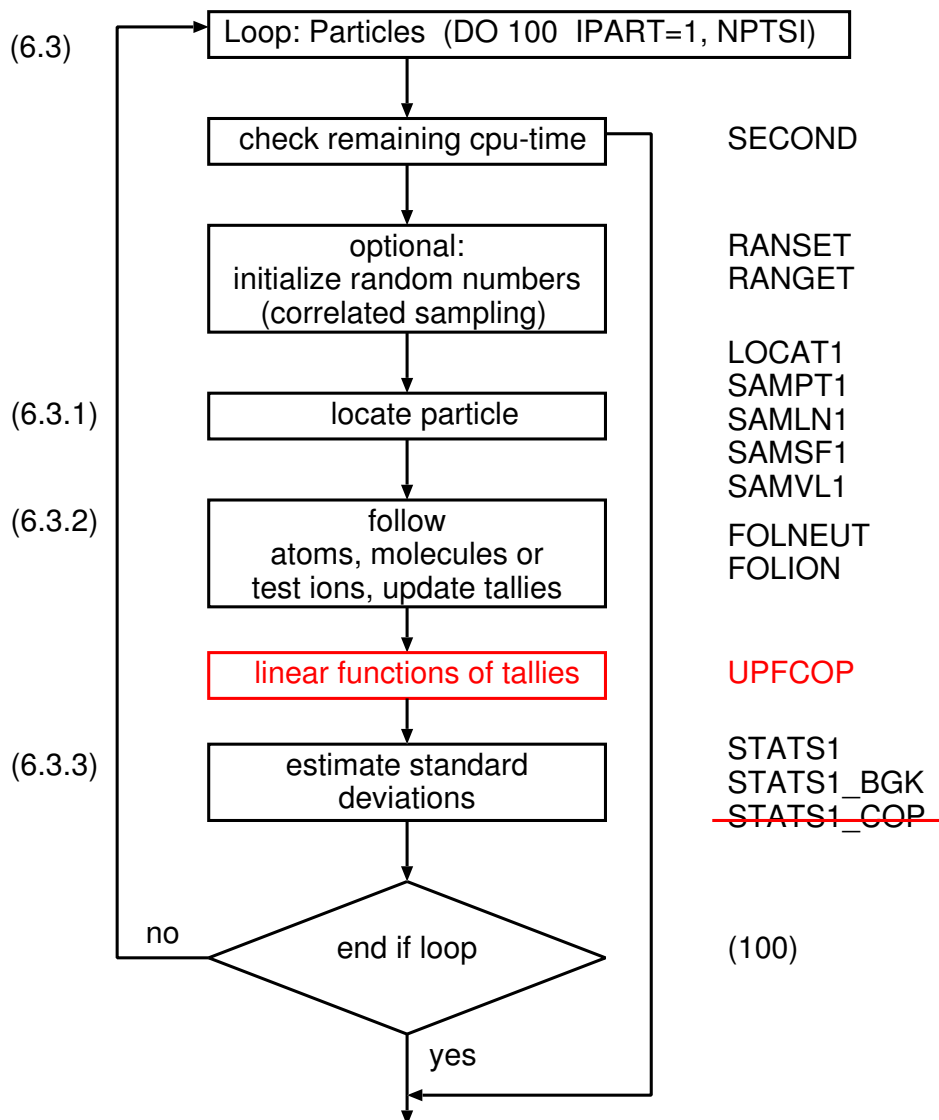 (6.3)
Loop: Particles (DO 100 IPART=1, NPTSI)
check remaining cpu-time
SECOND
optional:
initialize random numbers
(correlated sampling)
RANSET
RANGET
(6.3.1)
locate particle
LOCAT1
SAMPT1
SAMLN1
SAMSF1
SAMVL1
(6.3.2)
follow
atoms, molecules or
test ions, update tallies
FOLNEUT
FOLION
linear functions of tallies
UPFCOP
(6.3.3)
estimate standard
deviations
STATS1
STATS1_BGK
STATS1_COP
no
end if loop
(100)
yes